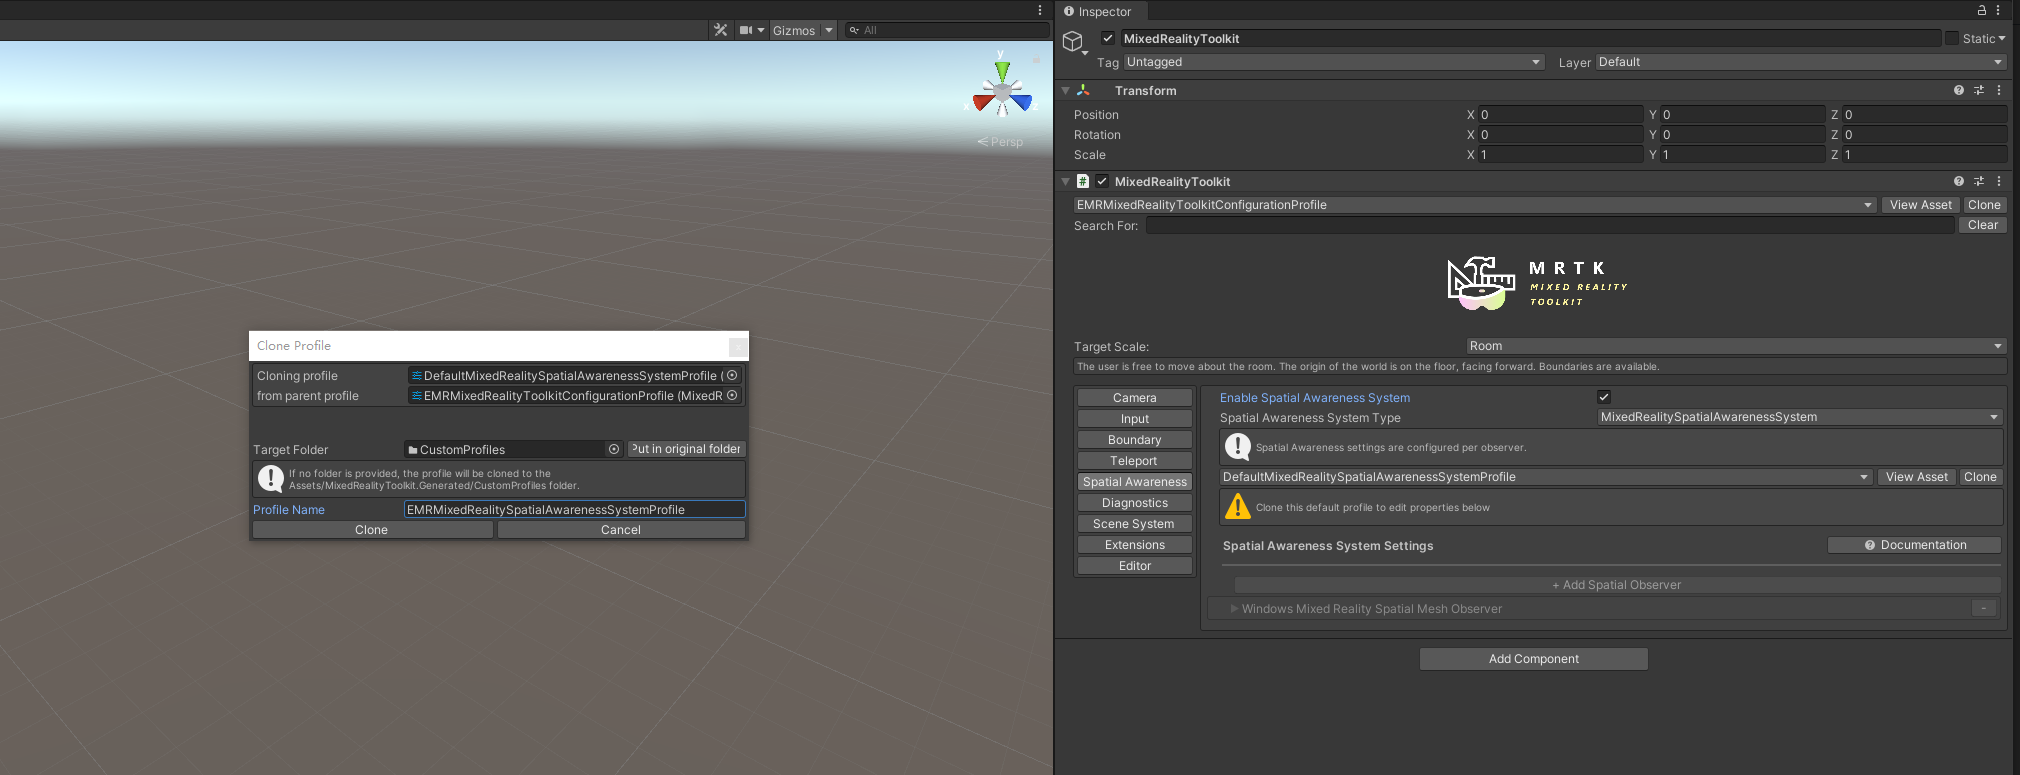 Gizmos
All
y
x
z
Persp
Clone Profile
Cloning profile
DefaultMixedRealitySpatialAwarenessSystemProfile (
from parent profile
EMRMixedRealityToolkitConfigurationProfile (MixedR
Target Folder
CustomProfiles
Put in original folder
If no folder is provided, the profile will be cloned to the
Assets/MixedRealityToolkit.Generated/CustomProfiles folder.
Profile Name
EMRMixedRealitySpatialAwarenessSystemProfile
Clone
Cancel
Inspector
MixedRealityToolkit
Static
Tag
Untagged
Layer
Default
Transform
Position
X 0
Y 0
Z 0
Rotation
X 0
Y 0
Z 0
Scale
X 1
Y 1
Z 1
# MixedRealityToolkit
EMRMixedRealityToolkitConfigurationProfile
View Asset
Clone
Search For:
Clear
MRTK
MIXED REALITY
TOOLKIT
Target Scale:
Room
The user is free to move about the room. The origin of the world is on the floor, facing forward. Boundaries are available.
Camera
Input
Boundary
Teleport
Spatial Awareness
Diagnostics
Scene System
Extensions
Editor
Enable Spatial Awareness System
Spatial Awareness System Type
MixedRealitySpatialAwarenessSystem
Spatial Awareness settings are configured per observer.
DefaultMixedRealitySpatialAwarenessSystemProfile
View Asset
Clone
Clone this default profile to edit properties below
Spatial Awareness System Settings
Documentation
+ Add Spatial Observer
Windows Mixed Reality Spatial Mesh Observer
-
Add Component